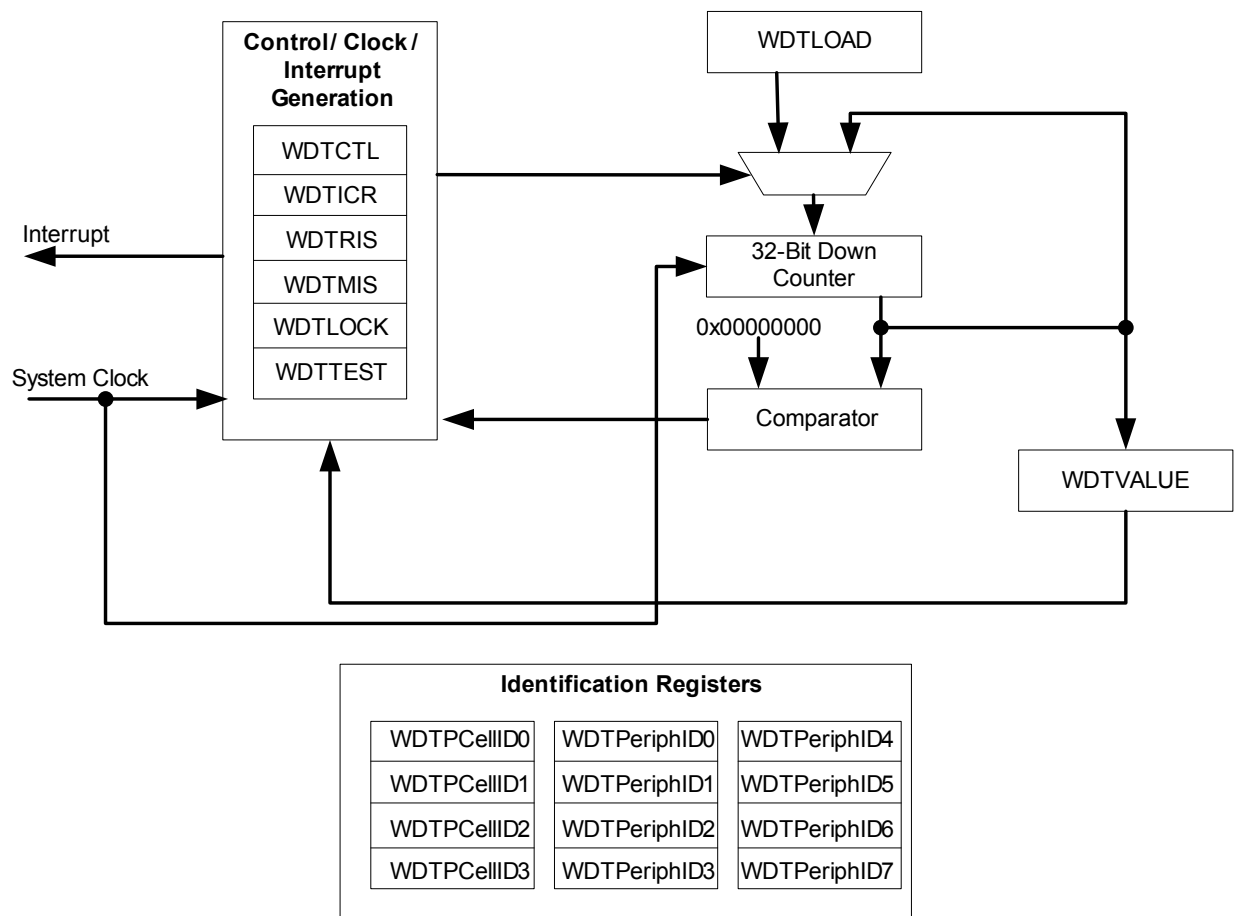 Control/ Clock /
Interrupt
Generation
WDTCTL
WDTICR
WDTRIS
WDTMIS
WDTLOCK
WDTTEST
Interrupt
System Clock
WDTLOAD
32-Bit Down
Counter
0x00000000
Comparator
WDTVALUE
Identification Registers
WDTPCellID0
WDTPCellID1
WDTPCellID2
WDTPCellID3
WDTPeriphID0
WDTPeriphID1
WDTPeriphID2
WDTPeriphID3
WDTPeriphID4
WDTPeriphID5
WDTPeriphID6
WDTPeriphID7